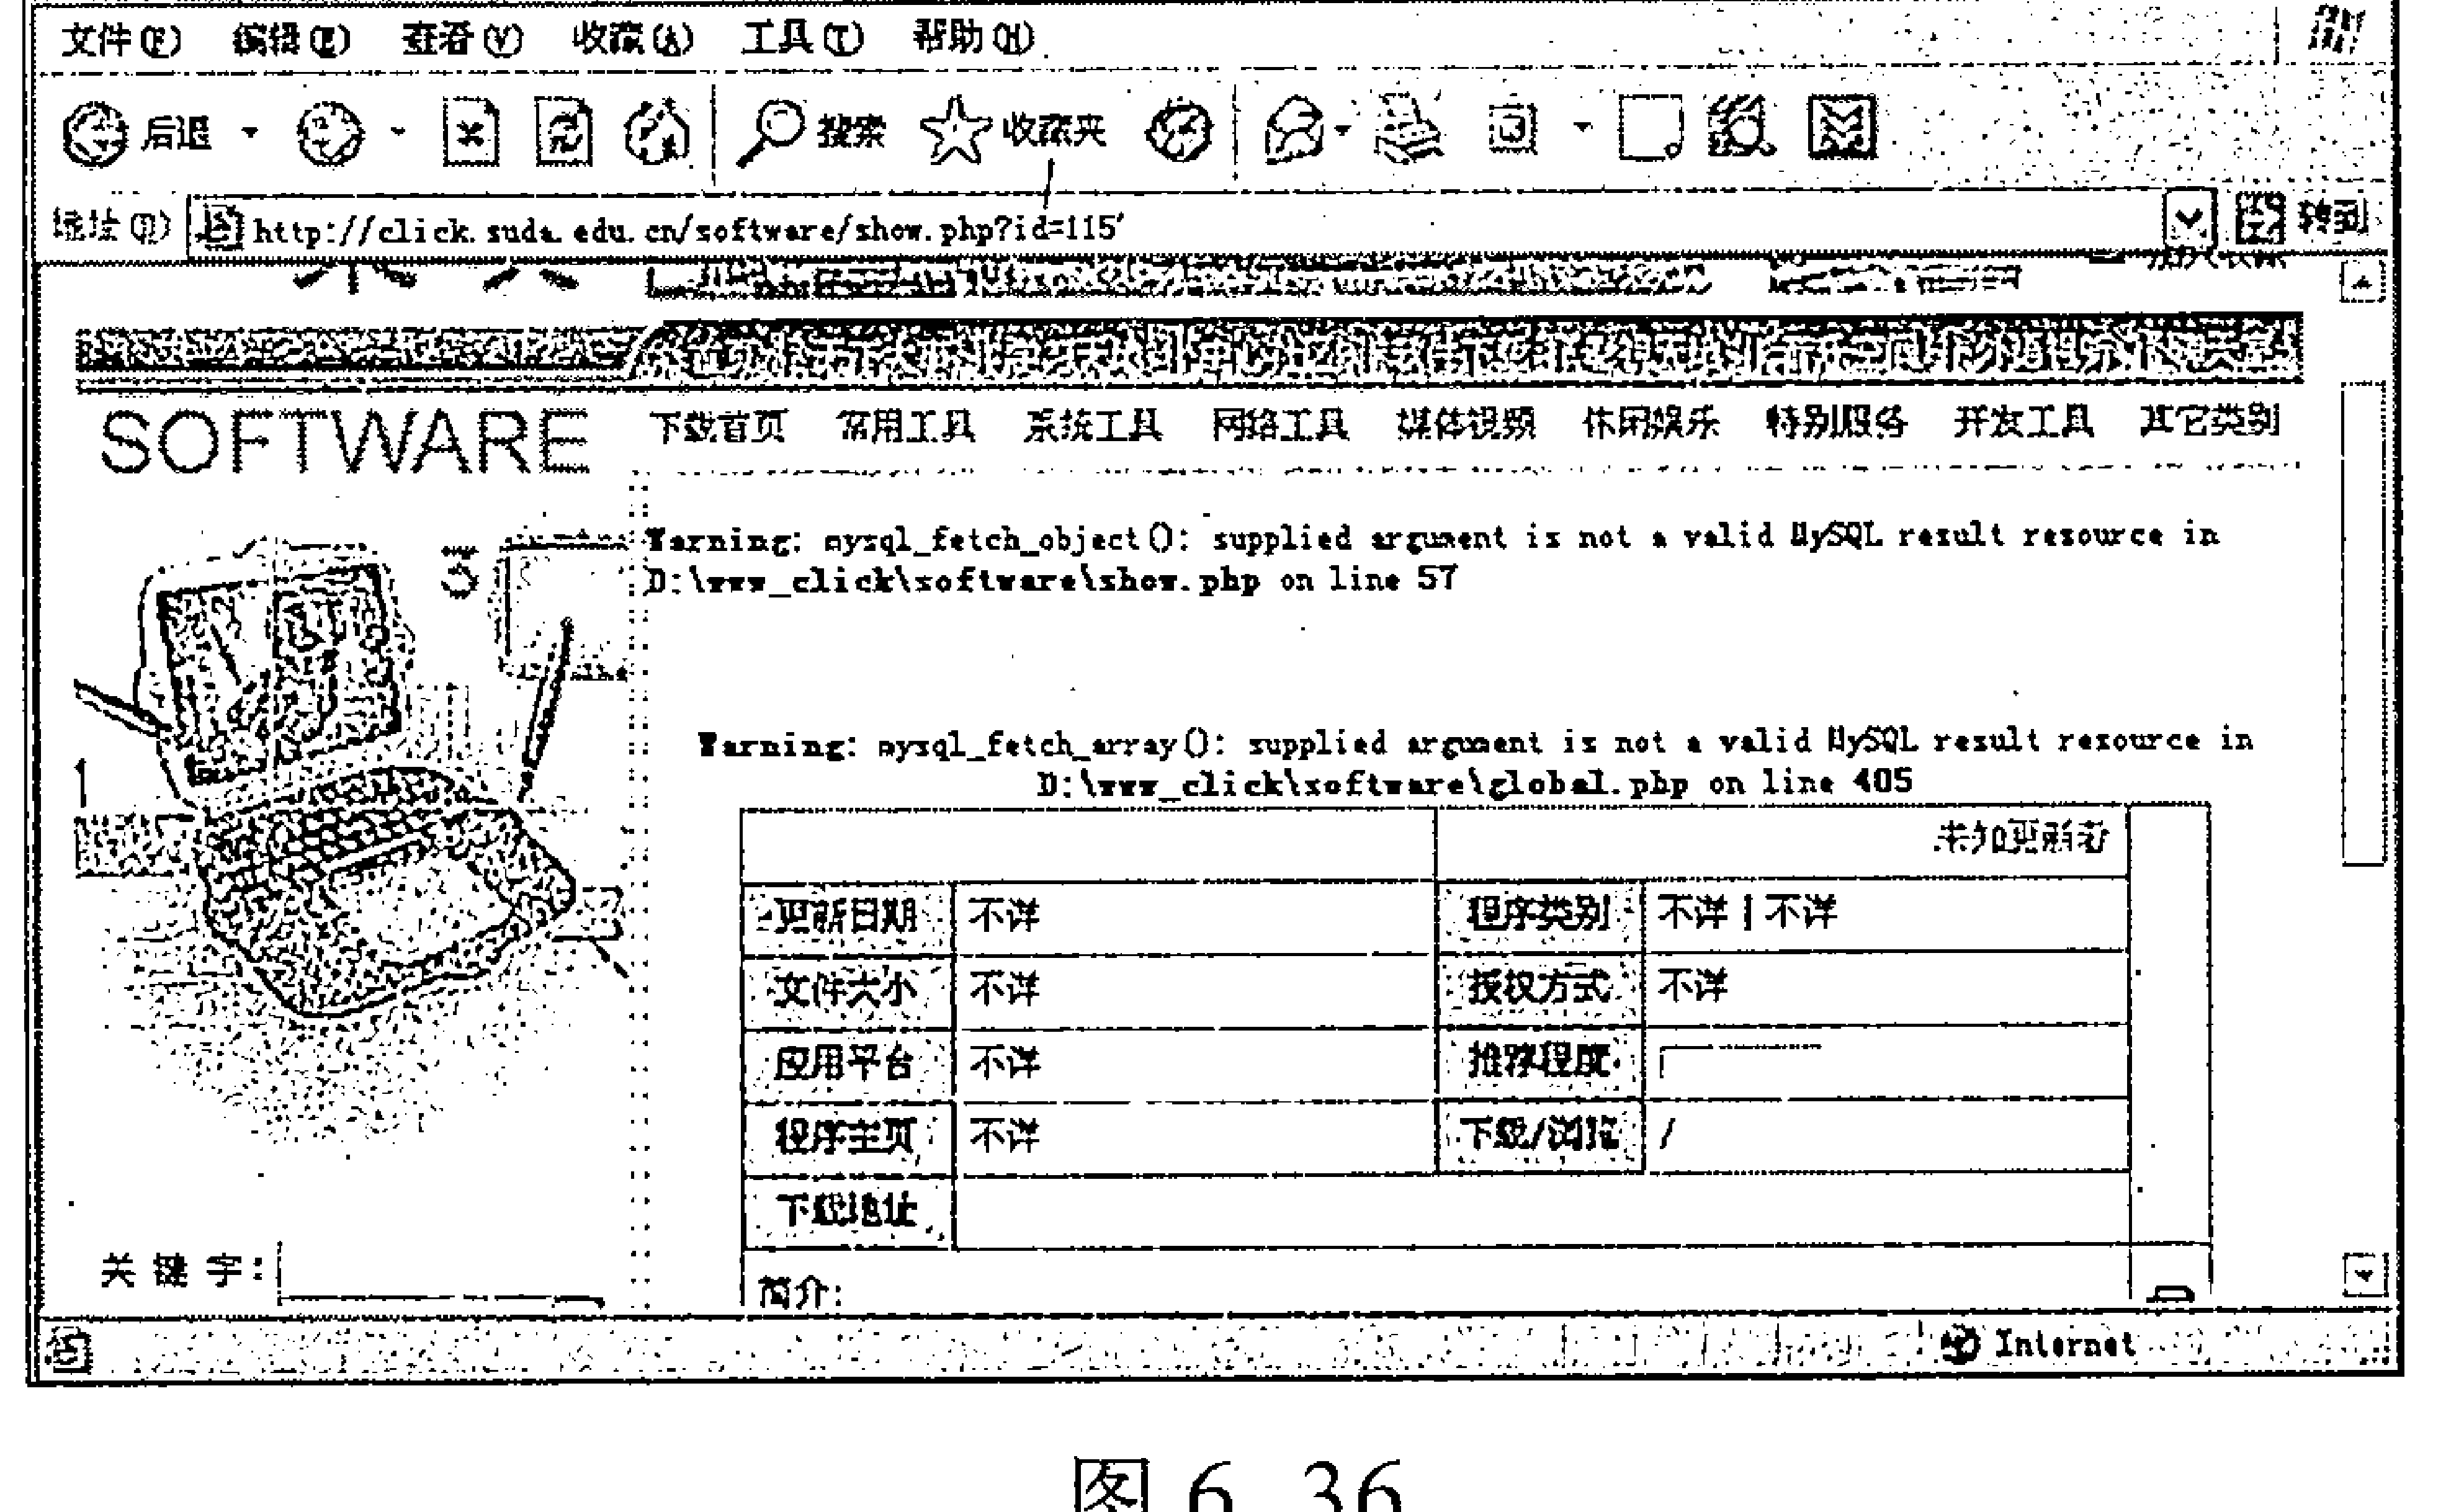 文件(F) 编辑(E) 查看(V) 收藏(A) 工具(T) 帮助(H)
后退 搜索 收藏夹
地址(D) http://click.suda.edu.cn/software/show.php?id=115' 转到
SOFTWARE 下载首页 常用工具 系统工具 网络工具 媒体视频 休闲娱乐 特别服务 开发工具 其它类别
Warning: mysql_fetch_object(): supplied argument is not a valid MySQL result resource in
D:\www_click\software\show.php on line 57
Warning: mysql_fetch_array(): supplied argument is not a valid MySQL result resource in
D:\www_click\software\global.php on line 405
未知更新者
更新日期 不详 程序类别 不详 | 不详
文件大小 不详 授权方式 不详
应用平台 不详 推荐程度
程序主页 不详 下载/浏览 /
下载地址
关键字: 简介:
Internet
图 6.36